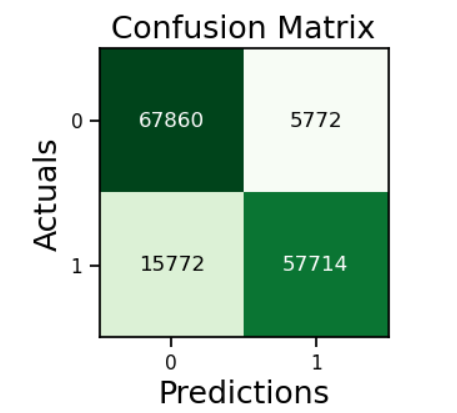 Confusion Matrix
Actuals
0
67860
5772
1
15772
57714
0
1
Predictions